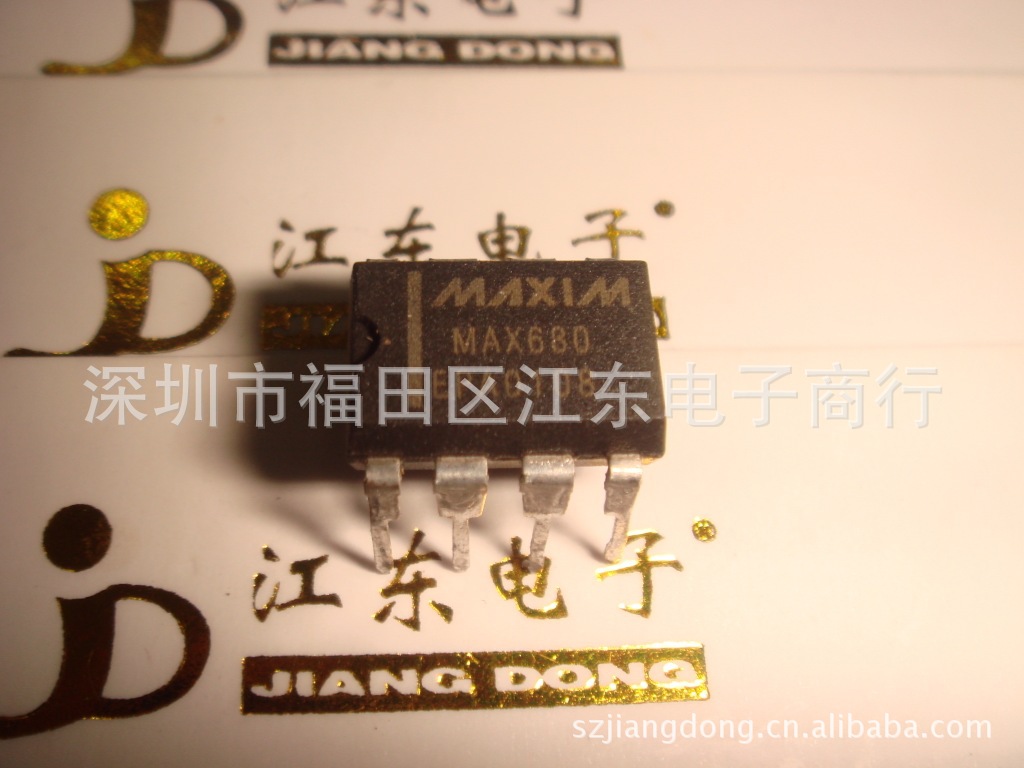 江东电子
JIANG DONG
江东电子
MAXIM
MAX680
深圳市福田区江东电子商行
江东电子
JIANG DONG
szjiangdong.cn.alibaba.com